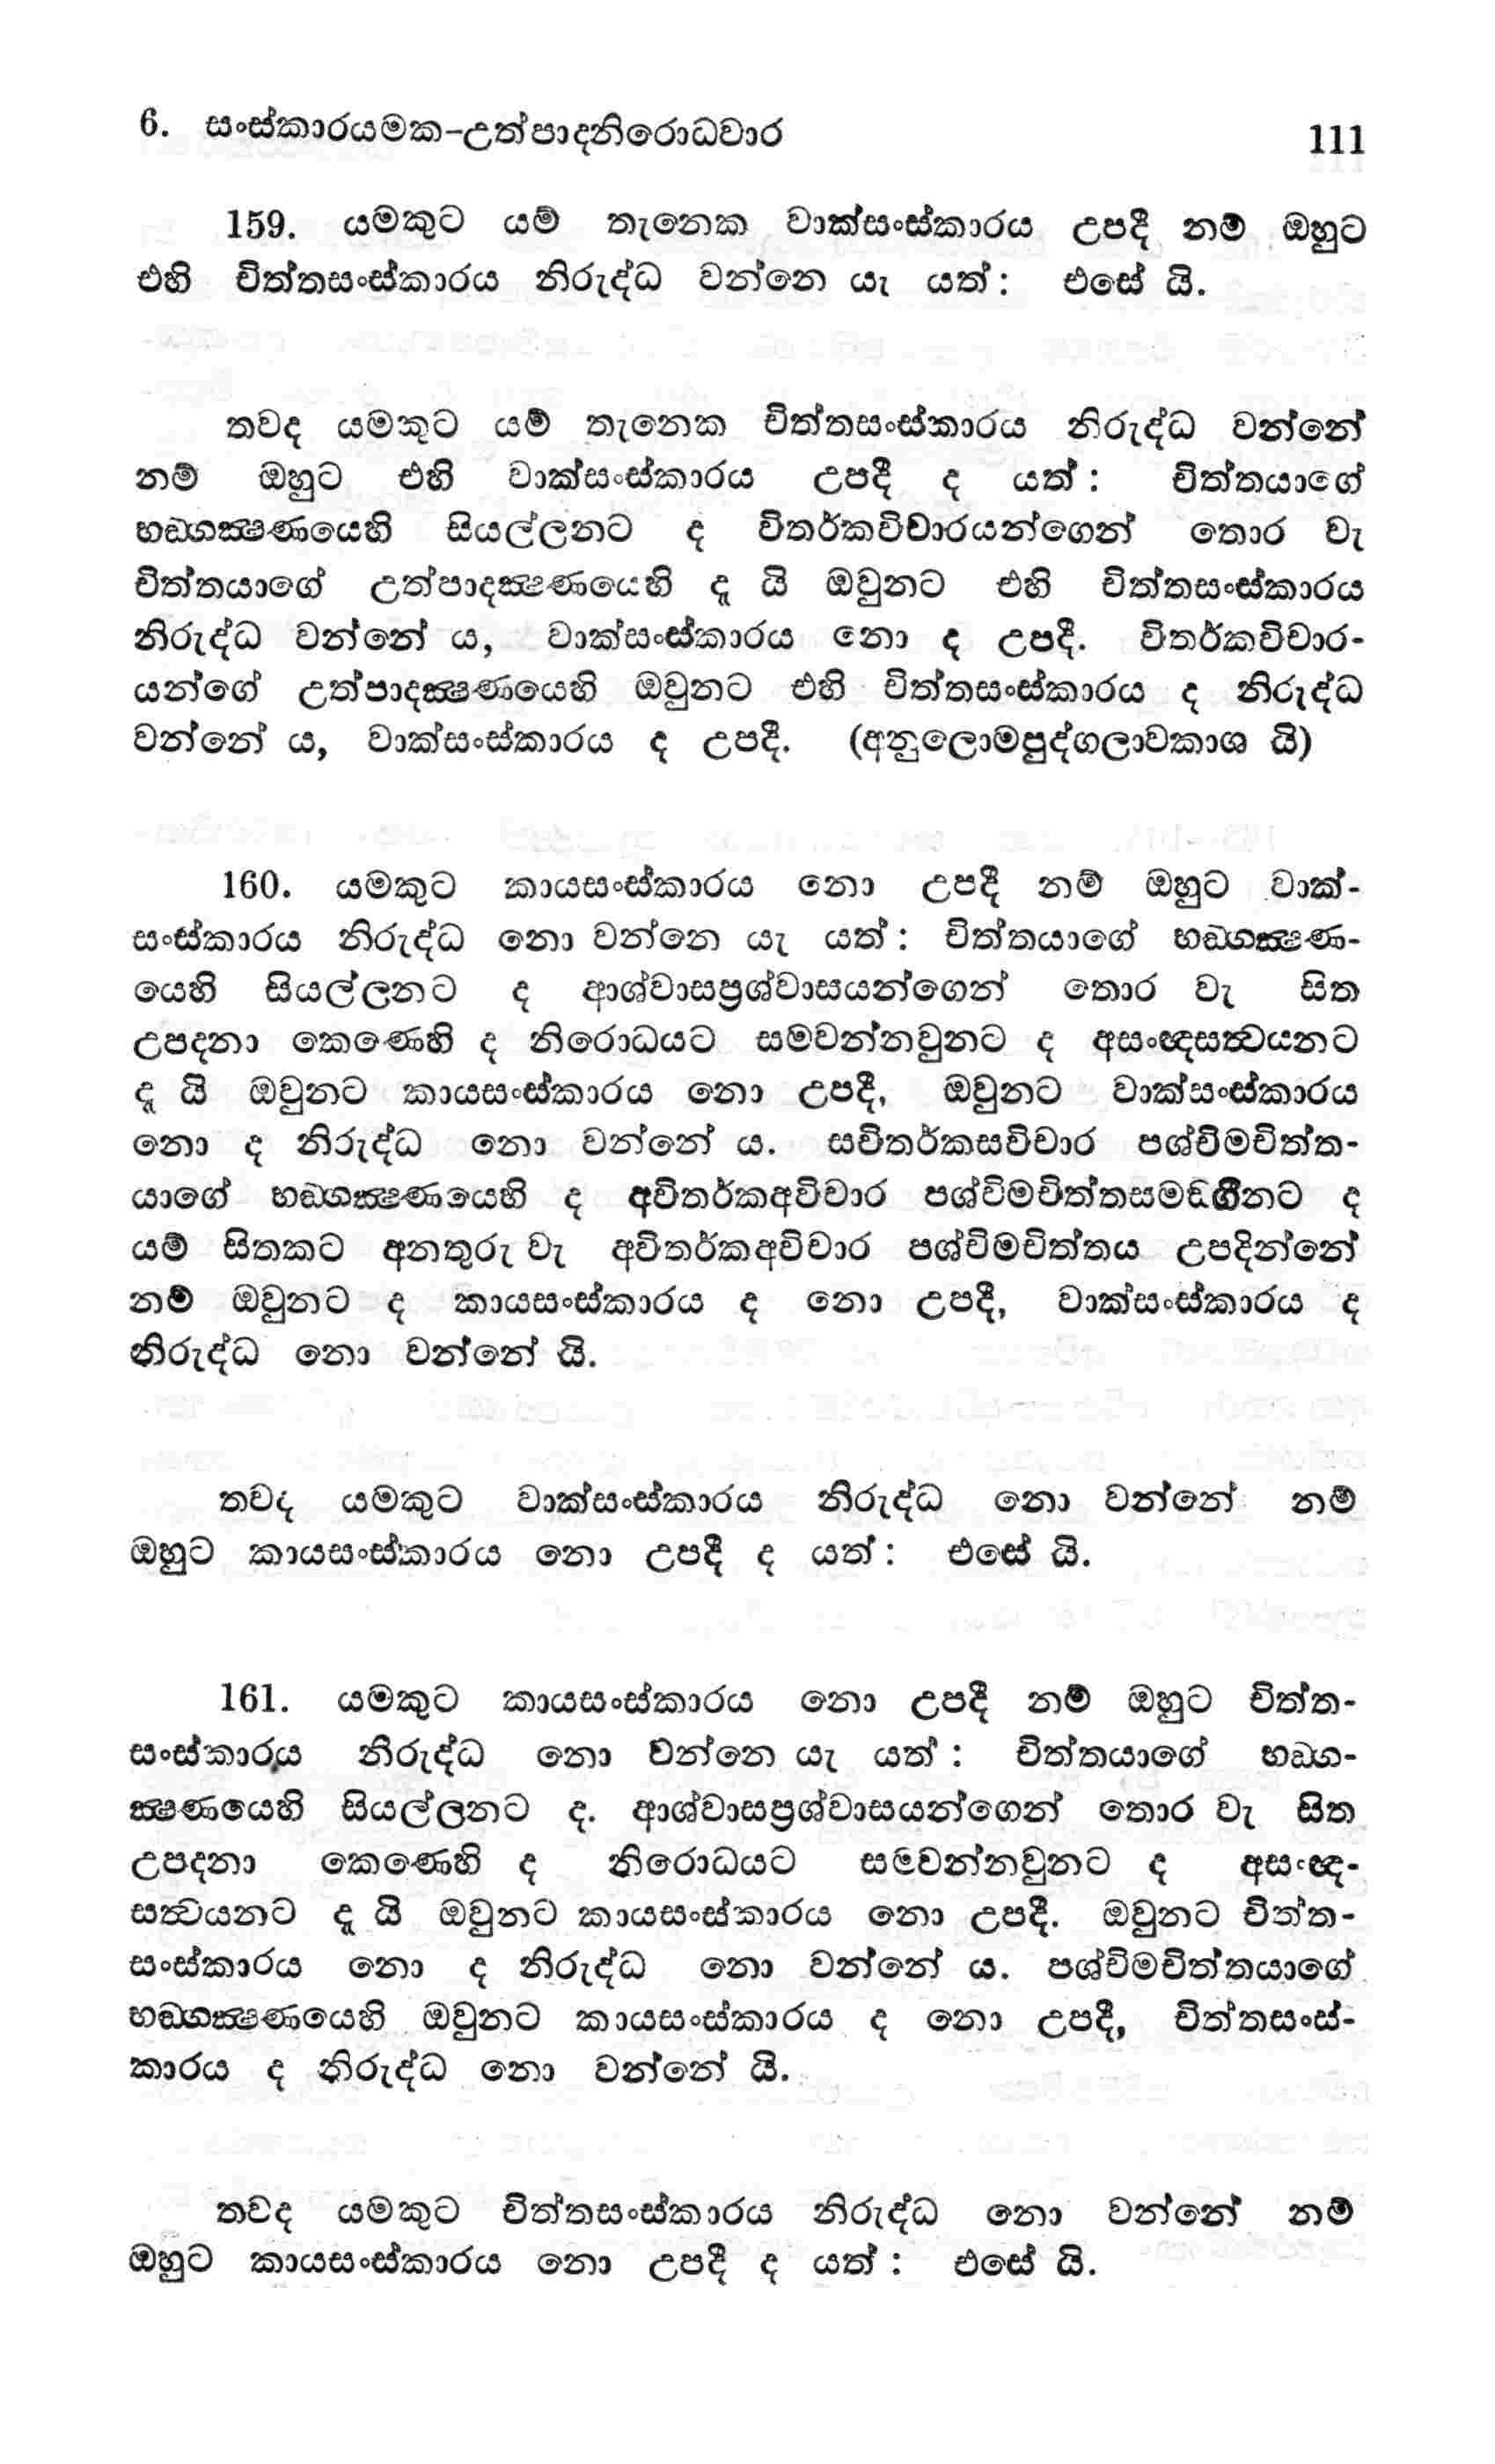 6. සංස්කාරයමක-උත්පාදනිරොධවාර
111
159. යමකුට යම් තැනෙක වාක්සංස්කාරය උපදී නම් ඔහුට
එහි චිත්තසංස්කාරය නිරුද්ධ වන්නෙ යැ යත්: එසේ යි.
තවද යමකුට යම් තැනෙක චිත්තසංස්කාරය නිරුද්ධ වන්නේ
නම් ඔහුට එහි වාක්සංස්කාරය උපදී ද යත්: චිත්තයාගේ
භඞ්ගක්‍ෂණයෙහි සියල්ලනට ද විතර්කවිචාරයන්ගෙන් තොර වැ
චිත්තයාගේ උත්පාදක්‍ෂණයෙහි දැ යි ඔවුනට එහි චිත්තසංස්කාරය
නිරුද්ධ වන්නේ ය, වාක්සංස්කාරය නො ද උපදී. විතර්කවිචාර-
යන්ගේ උත්පාදක්‍ෂණයෙහි ඔවුනට එහි චිත්තසංස්කාරය ද නිරුද්ධ
වන්නේ ය, වාක්සංස්කාරය ද උපදී. (අනුලොමපුද්ගලාවකාශ යි)
160. යමකුට කායසංස්කාරය නො උපදී නම් ඔහුට වාක්-
සංස්කාරය නිරුද්ධ නො වන්නෙ යැ යත්: චිත්තයාගේ භඞ්ගක්‍ෂණ-
යෙහි සියල්ලනට ද ආශ්වාසප්‍රශ්වාසයන්ගෙන් තොර වැ සිත
උපදනා කෙණෙහි ද නිරොධයට සමවන්නවුනට ද අසංඥසත්‍ත්‍වයනට
දැ යි ඔවුනට කායසංස්කාරය නො උපදී, ඔවුනට වාක්සංස්කාරය
නො ද නිරුද්ධ නො වන්නේ ය. සවිතර්කසවිචාර පශ්චිමචිත්ත-
යාගේ භඞ්ගක්‍ෂණයෙහි ද අවිතර්කඅවිචාර පශ්චිමචිත්තසමඞ්ගීනට ද
යම් සිතකට අනතුරු වැ අවිතර්කඅවිචාර පශ්චිමචිත්තය උපදින්නේ
නම් ඔවුනට ද කායසංස්කාරය ද නො උපදී, වාක්සංස්කාරය ද
නිරුද්ධ නො වන්නේ යි.
තවද යමකුට වාක්සංස්කාරය නිරුද්ධ නො වන්නේ නම්
ඔහුට කායසංස්කාරය නො උපදී ද යත්: එසේ යි.
161. යමකුට කායසංස්කාරය නො උපදී නම් ඔහුට චිත්ත-
සංස්කාරය නිරුද්ධ නො වන්නෙ යැ යත්: චිත්තයාගේ භඞ්ග-
ක්‍ෂණයෙහි සියල්ලනට ද. ආශ්වාසප්‍රශ්වාසයන්ගෙන් තොර වැ සිත
උපදනා කෙණෙහි ද නිරොධයට සමවන්නවුනට ද අසංඥ-
සත්‍ත්‍වයනට දැ යි ඔවුනට කායසංස්කාරය නො උපදී. ඔවුනට චිත්ත-
සංස්කාරය නො ද නිරුද්ධ නො වන්නේ ය. පශ්චිමචිත්තයාගේ
භඞ්ගක්‍ෂණයෙහි ඔවුනට කායසංස්කාරය ද නො උපදී, චිත්තසංස්-
කාරය ද නිරුද්ධ නො වන්නේ යි.
තවද යමකුට චිත්තසංස්කාරය නිරුද්ධ නො වන්නේ නම්
ඔහුට කායසංස්කාරය නො උපදී ද යත්: එසේ යි.